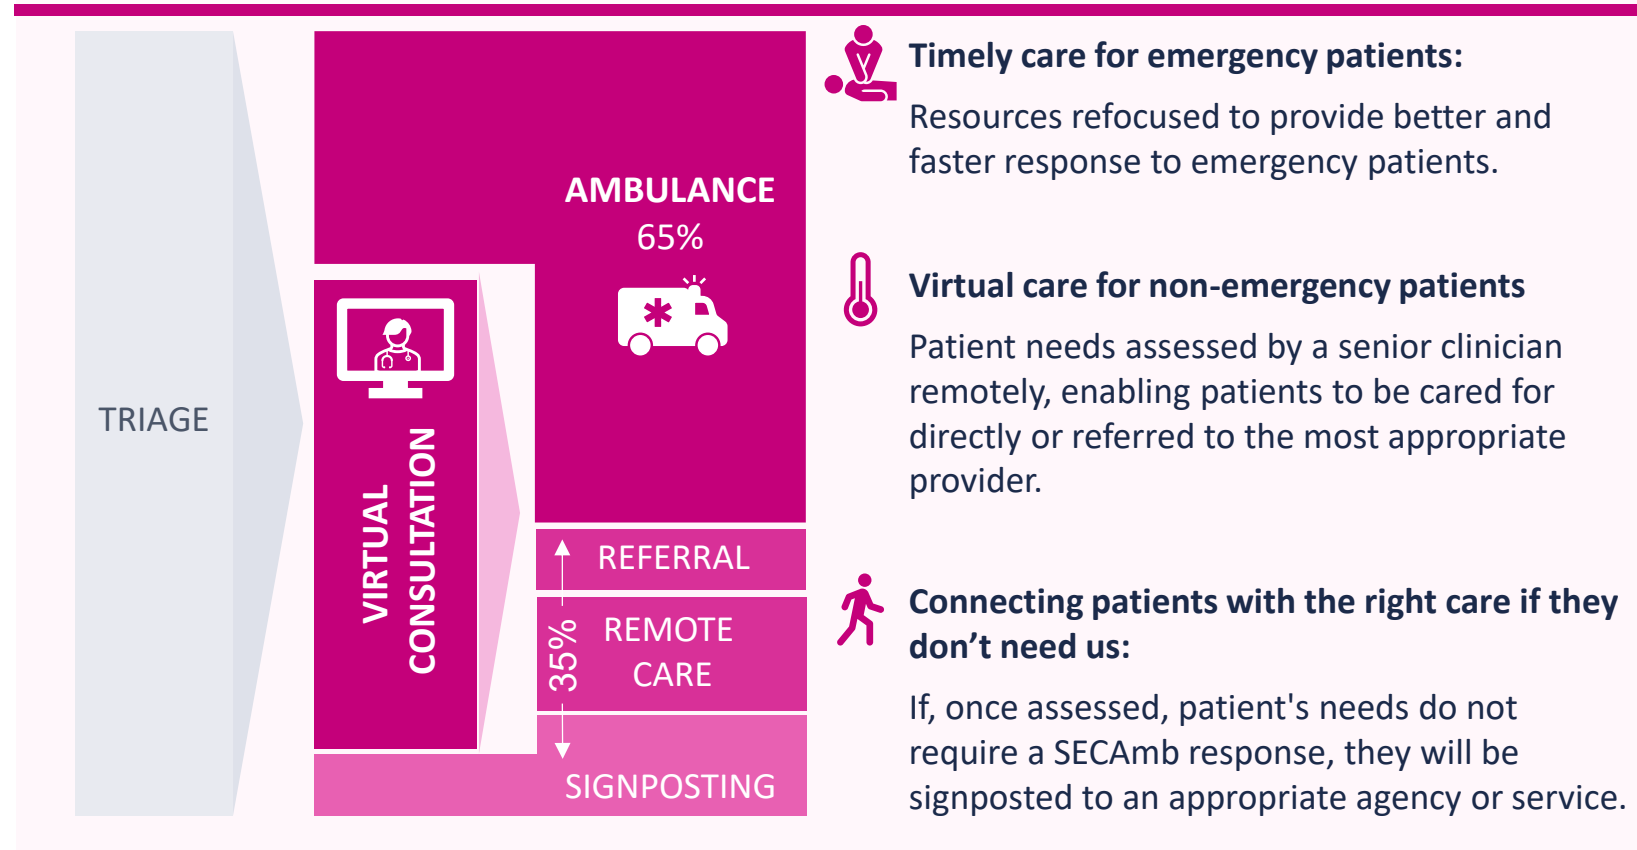 TRIAGE
AMBULANCE
65%
VIRTUAL
CONSULTATION
REFERRAL
REMOTE
CARE
35%
SIGNPOSTING
Timely care for emergency patients:
Resources refocused to provide better and
faster response to emergency patients.
Virtual care for non-emergency patients
Patient needs assessed by a senior clinician
remotely, enabling patients to be cared for
directly or referred to the most appropriate
provider.
Connecting patients with the right care if they
don’t need us:
If, once assessed, patient's needs do not
require a SECAmb response, they will be
signposted to an appropriate agency or service.